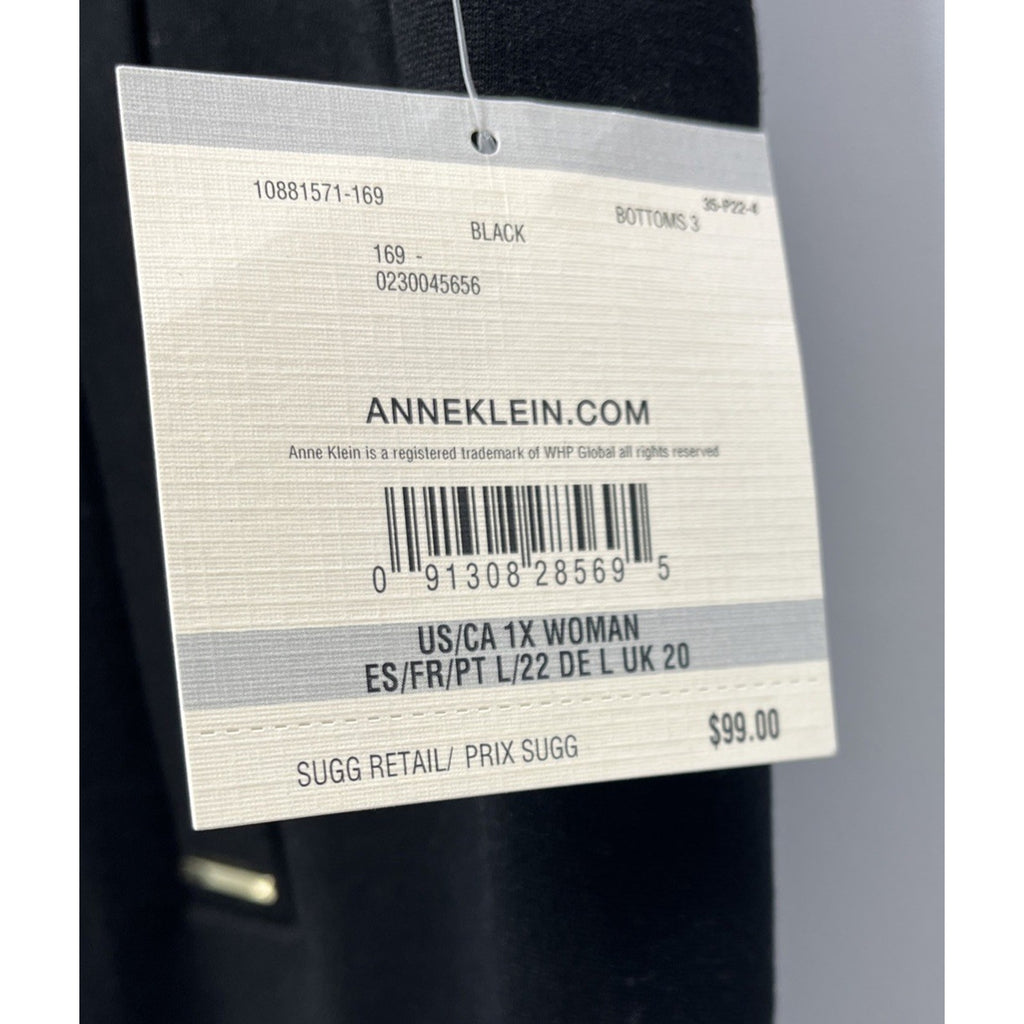 35-P22-4
10881571-169
BOTTOMS 3
BLACK
169 -
0230045656
ANNEKLEIN.COM
Anne Klein is a registered trademark of WHP Global all rights reserved
0 91308 28569 5
US/CA 1X WOMAN
ES/FR/PT L/22 DE L UK 20
$99.00
SUGG RETAIL/ PRIX SUGG